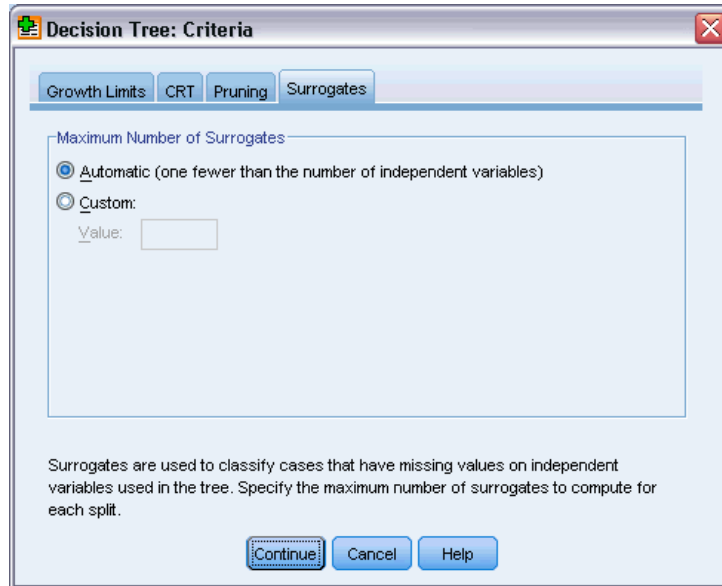 Decision Tree: Criteria
Growth Limits CRT Pruning Surrogates
Maximum Number of Surrogates
Automatic (one fewer than the number of independent variables)
Custom:
Value:
Surrogates are used to classify cases that have missing values on independent
variables used in the tree. Specify the maximum number of surrogates to compute for
each split.
Continue Cancel Help